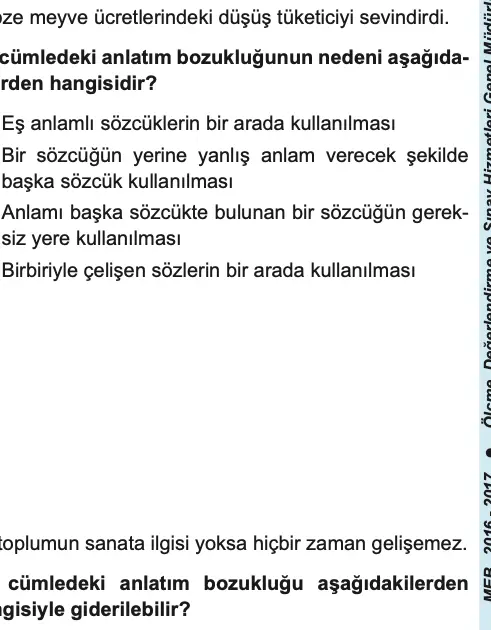 ze meyve ücretlerindeki düşüş tüketiciyi sevindirdi.
cümledeki anlatım bozukluğunun nedeni aşağıda-
rden hangisidir?
Eş anlamlı sözcüklerin bir arada kullanılması
Bir sözcüğün yerine yanlış anlam verecek şekilde
başka sözcük kullanılması
Anlamı başka sözcükte bulunan bir sözcüğün gerek-
siz yere kullanılması
Birbiriyle çelişen sözlerin bir arada kullanılması
toplumun sanata ilgisi yoksa hiçbir zaman gelişemez.
cümledeki anlatım bozukluğu aşağıdakilerden
ngisiyle giderilebilir?
MEB 2016 - 2017 ● Ölçme, Değerlendirme ve Sınav Hizmetleri Genel Müdürl